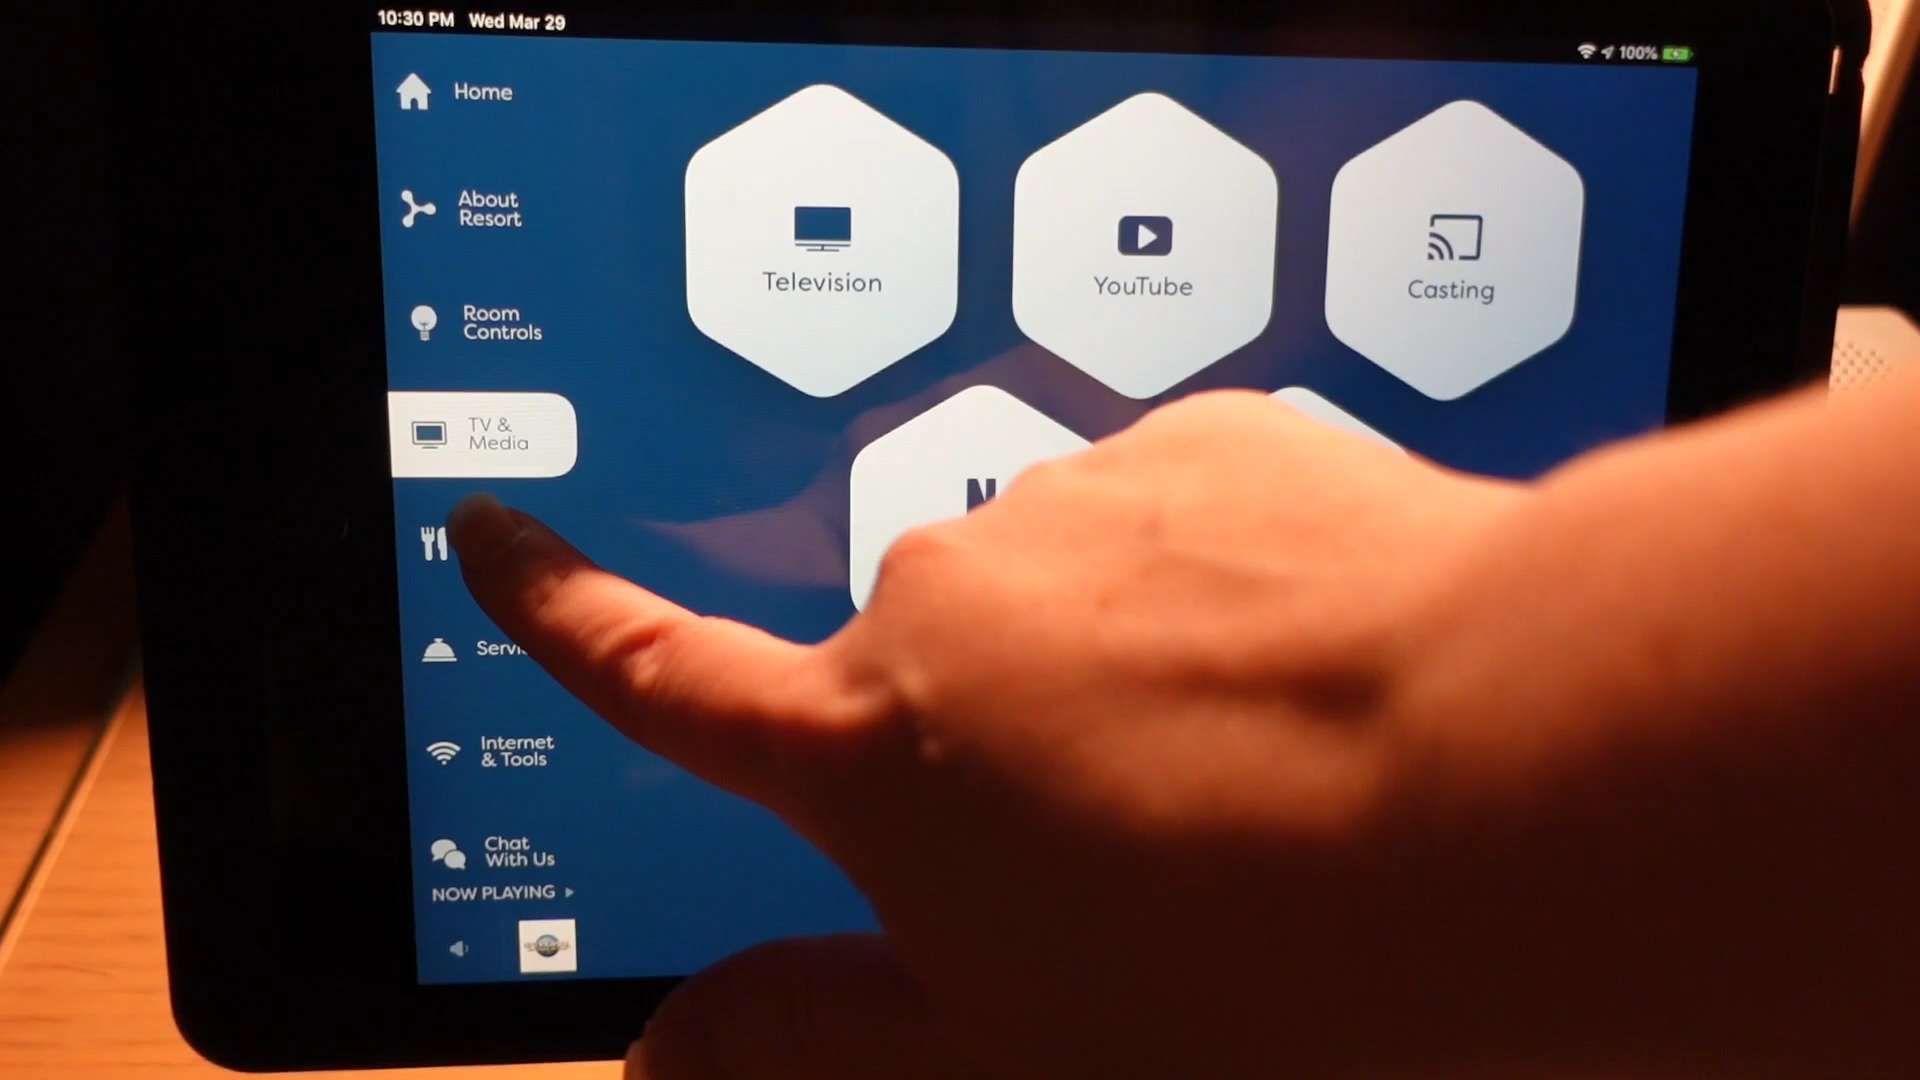 10:30 PM Wed Mar 29
100%
Home
About
Resort
Room
Controls
TV &
Media
Internet
& Tools
Chat
With Us
NOW PLAYING
Television
YouTube
Casting